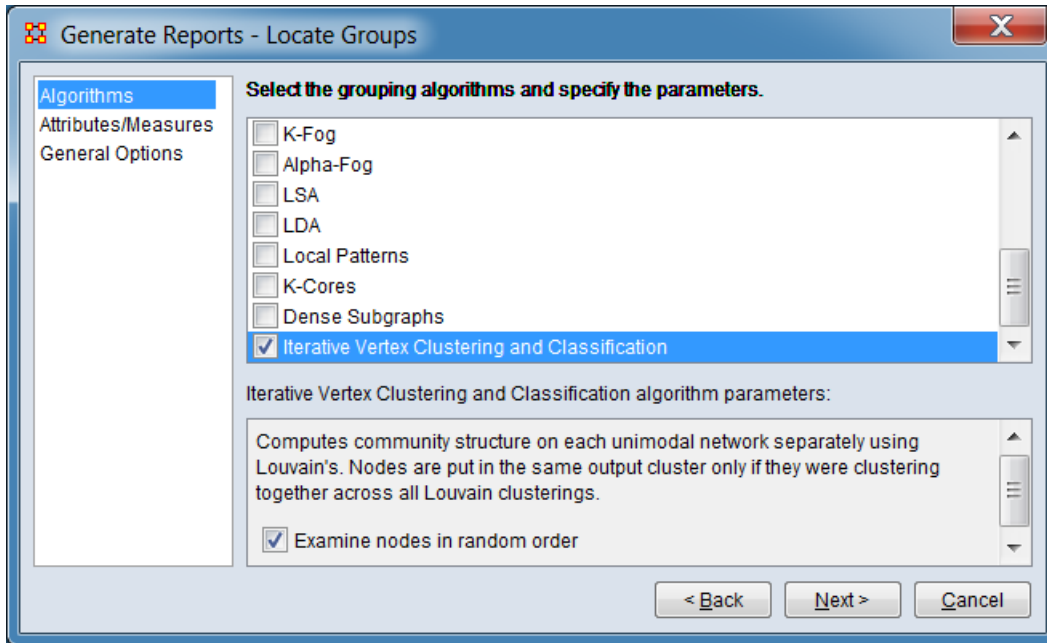 Generate Reports - Locate Groups
Algorithms
Attributes/Measures
General Options
Select the grouping algorithms and specify the parameters.
K-Fog
Alpha-Fog
LSA
LDA
Local Patterns
K-Cores
Dense Subgraphs
Iterative Vertex Clustering and Classification
Iterative Vertex Clustering and Classification algorithm parameters:
Computes community structure on each unimodal network separately using
Louvain's. Nodes are put in the same output cluster only if they were clustering
together across all Louvain clusterings.
Examine nodes in random order
< Back
Next >
Cancel